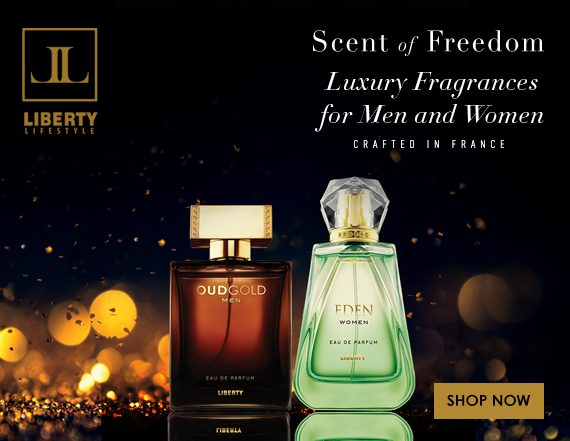 LIBERTY
LIFESTYLE
Scent of Freedom
Luxury Fragrances
for Men and Women
CRAFTED IN FRANCE
OUDGOLD
MEN
EAU DE PARFUM
LIBERTY
EDEN
WOMEN
EAU DE PARFUM
LIBERTY
SHOP NOW